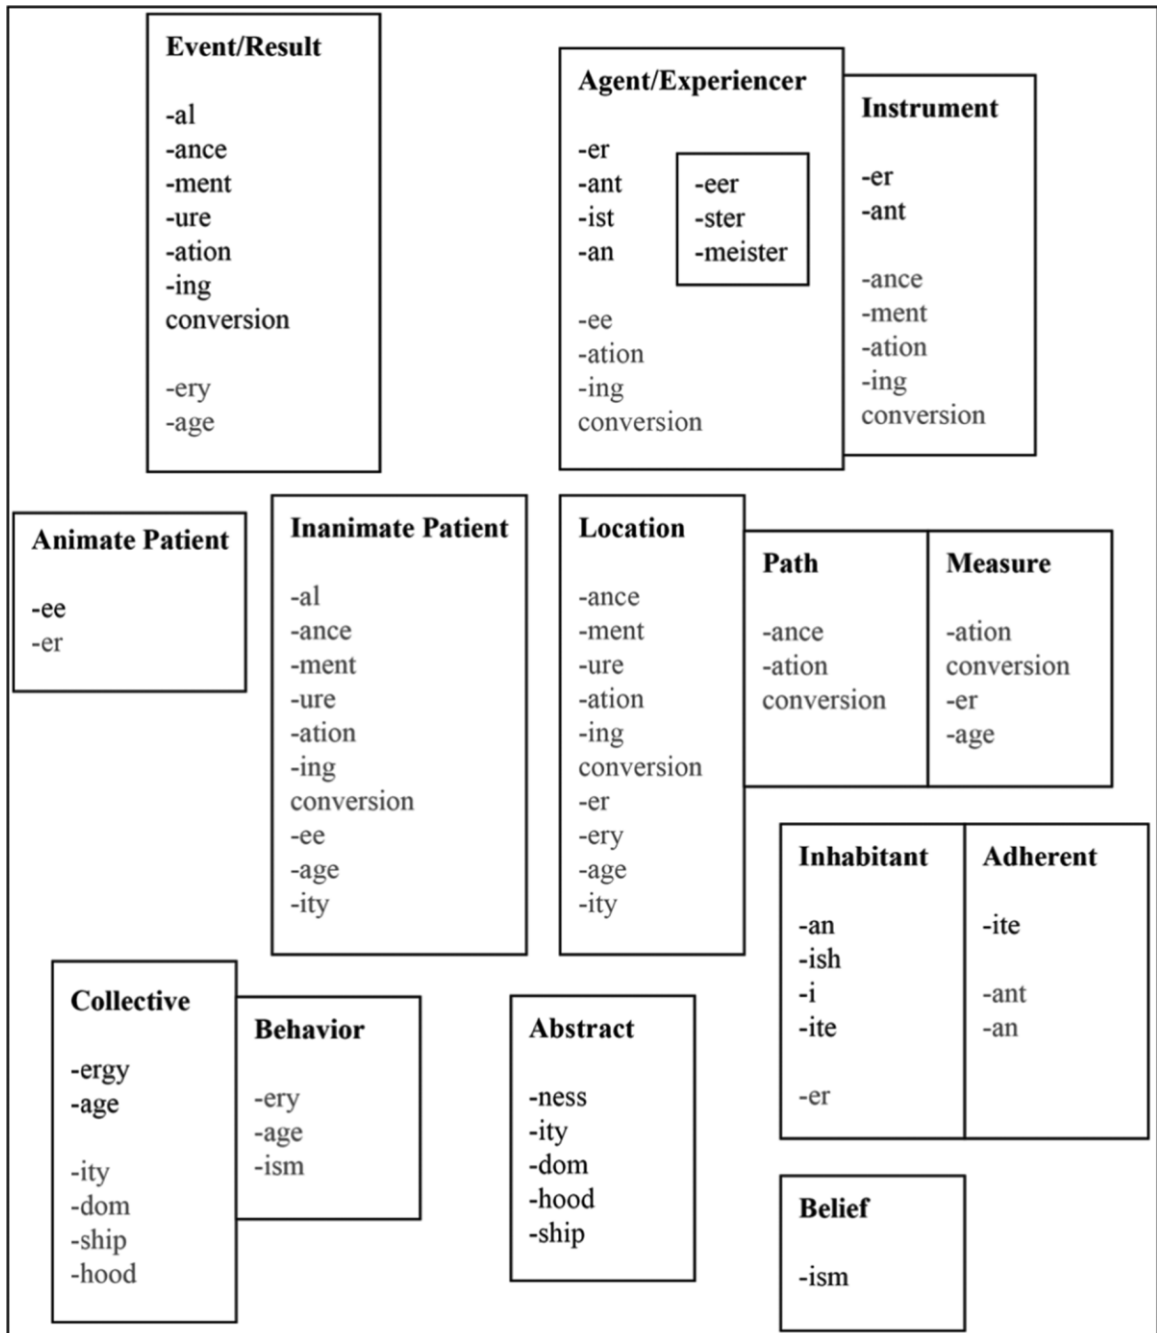 Event/Result
-al
-ance
-ment
-ure
-ation
-ing
conversion
-ery
-age
Agent/Experiencer
-er
-ant
-ist
-an
-eer
-ster
-meister
-ee
-ation
-ing
conversion
Instrument
-er
-ant
-ance
-ment
-ation
-ing
conversion
Animate Patient
-ee
-er
Inanimate Patient
-al
-ance
-ment
-ure
-ation
-ing
conversion
-ee
-age
-ity
Location
-ance
-ment
-ure
-ation
-ing
conversion
-er
-ery
-age
-ity
Path
-ance
-ation
conversion
Measure
-ation
conversion
-er
-age
Inhabitant
-an
-ish
-i
-ite
-er
Adherent
-ite
-ant
-an
Collective
-ergy
-age
-ity
-dom
-ship
-hood
Behavior
-ery
-age
-ism
Abstract
-ness
-ity
-dom
-hood
-ship
Belief
-ism